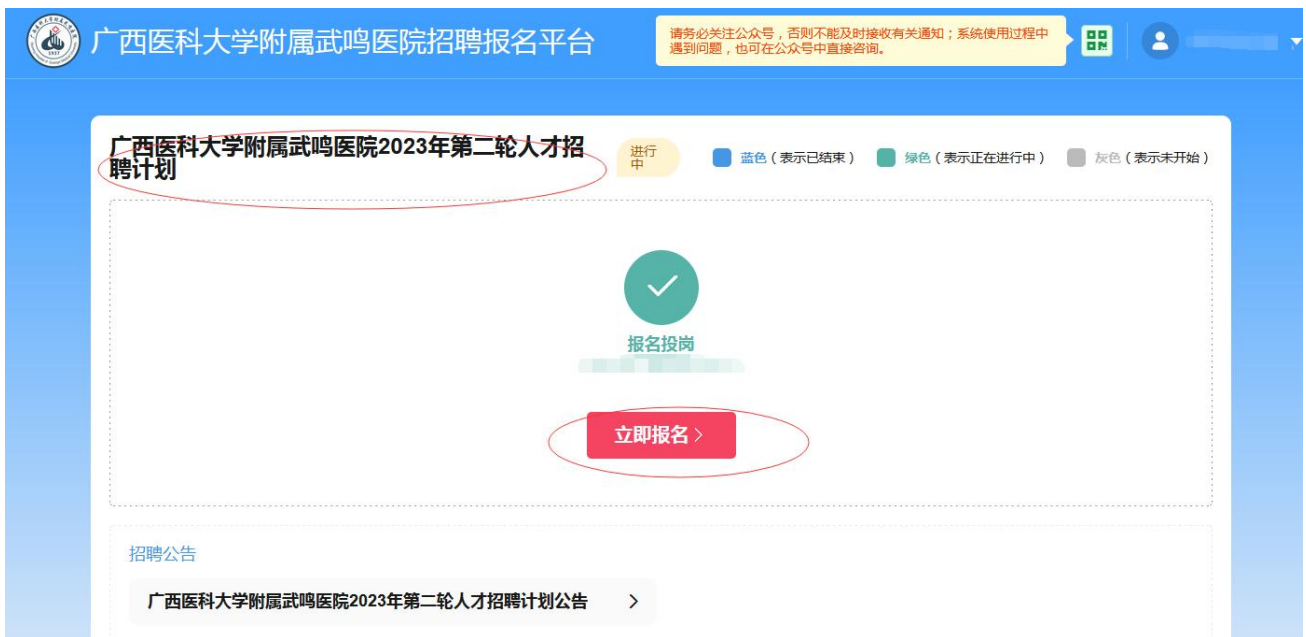 广西医科大学附属武鸣医院招聘报名平台
请务必关注公众号，否则不能及时接收有关通知；系统使用过程中
遇到问题，也可在公众号中直接咨询。
广西医科大学附属武鸣医院2023年第二轮人才招
聘计划
进行
中
蓝色（表示已结束）
绿色（表示正在进行中）
灰色（表示未开始）
报名投岗
立即报名 >
招聘公告
广西医科大学附属武鸣医院2023年第二轮人才招聘计划公告 >